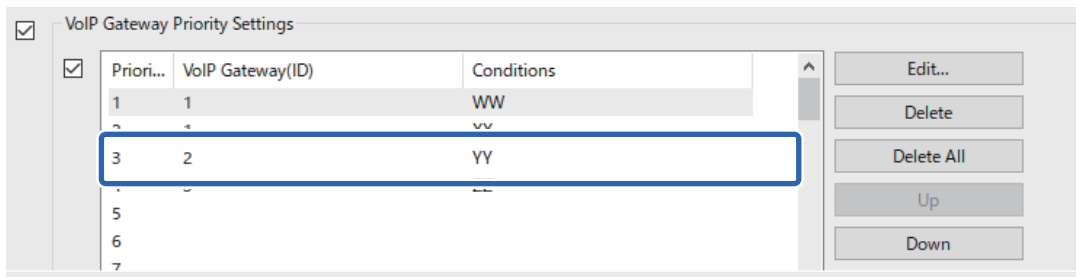 VoIP Gateway Priority Settings
Priori... VoIP Gateway(ID) Conditions
1 1 WW
3 2 YY
5
6
7
Edit...
Delete
Delete All
Up
Down